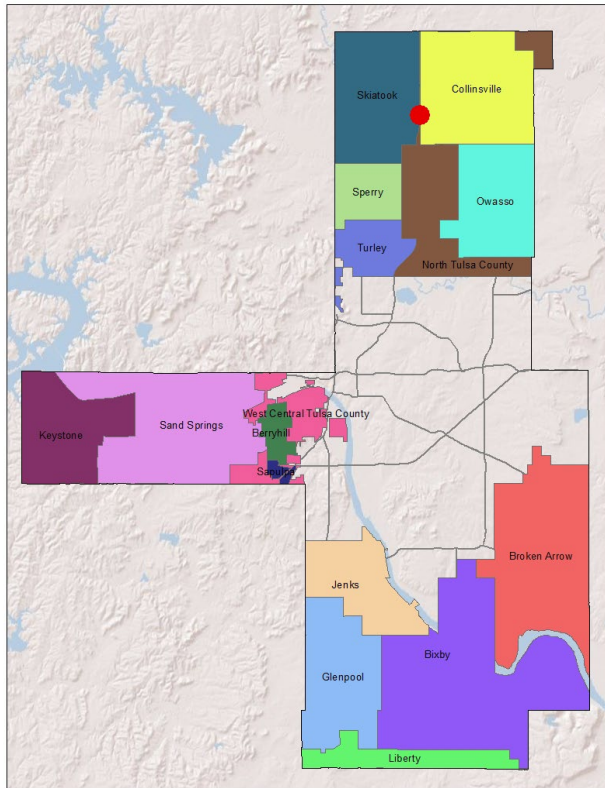 Skiatook
Collinsville
Sperry
Owasso
Turley
North Tulsa County
West Central Tulsa County
Keystone
Sand Springs
Berryhill
Sapulpa
Broken Arrow
Jenks
Bixby
Glenpool
Liberty